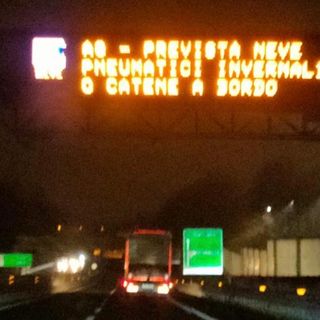 A8 - PREVISTA NEVE
PNEUMATICI INVERNALI
O CATENE A BORDO